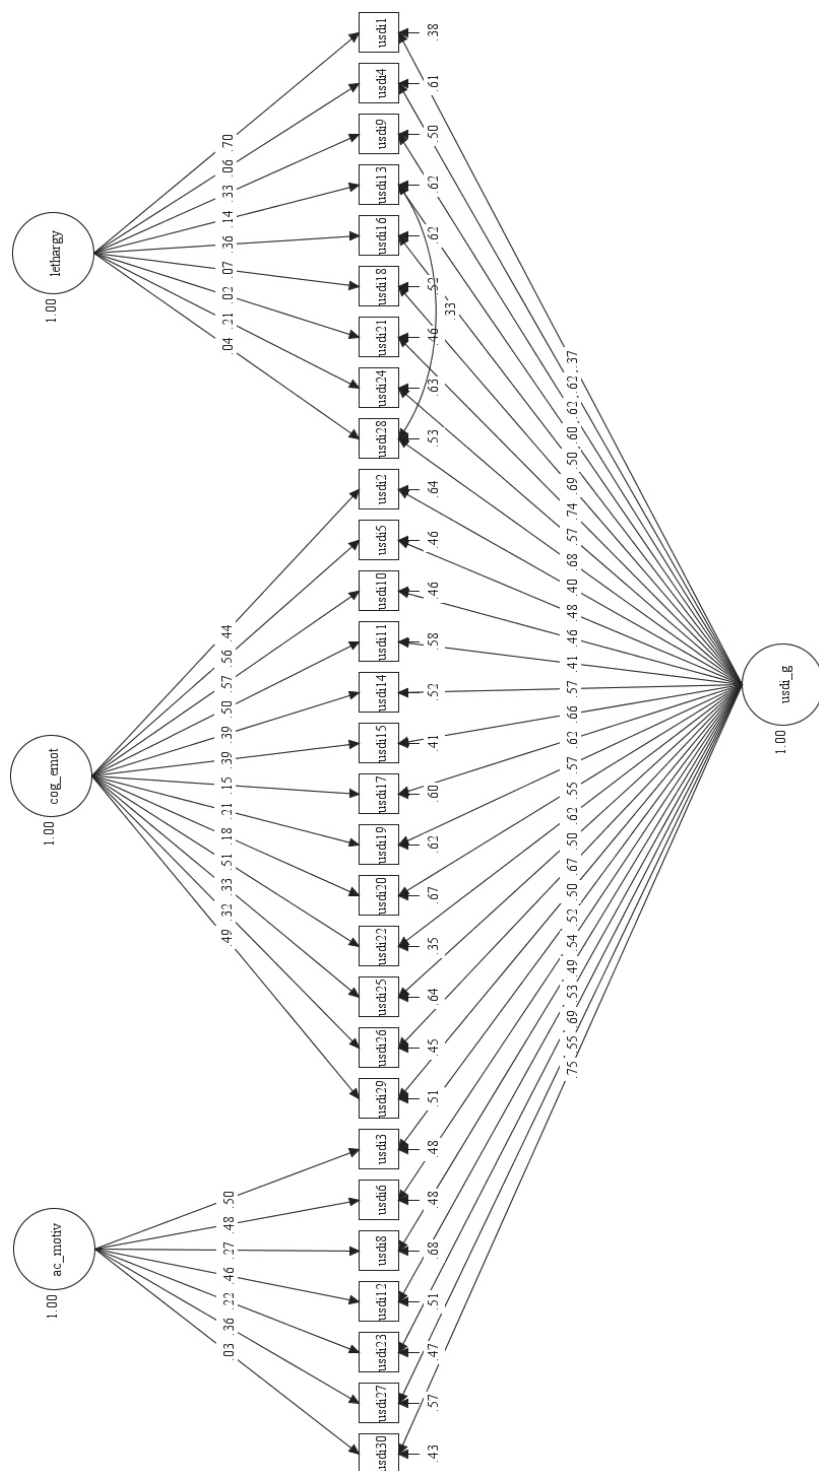 1.00 1.00 1.00
ac_motiv cog_emot lethargy
.03 .36 .22 .46 .27 .48 .50 .49 .32 .33 .51 .18 .21 .15 .39 .39 .50 .57 .56 .44 .04 .21 .02 .07 .36 .14 .33 .06 .70
usdi30 usdi27 usdi23 usdi12 usdi8 usdi6 usdi3 usdi29 usdi26 usdi25 usdi22 usdi20 usdi19 usdi17 usdi15 usdi14 usdi11 usdi10 usdi5 usdi2 usdi28 usdi24 usdi21 usdi18 usdi16 usdi13 usdi9 usdi4 usdi1
.43 .57 .47 .51 .68 .48 .48 .51 .45 .64 .35 .67 .62 .60 .41 .52 .58 .46 .46 .64 .53 .63 .46 .52 .62 .62 .50 .61 .38
.33
.75 .55 .69 .53 .49 .54 .52 .50 .67 .50 .62 .55 .57 .62 .66 .57 .41 .46 .48 .40 .68 .57 .74 .69 .50 .60 .62 .62 .37
usdi_g
1.00